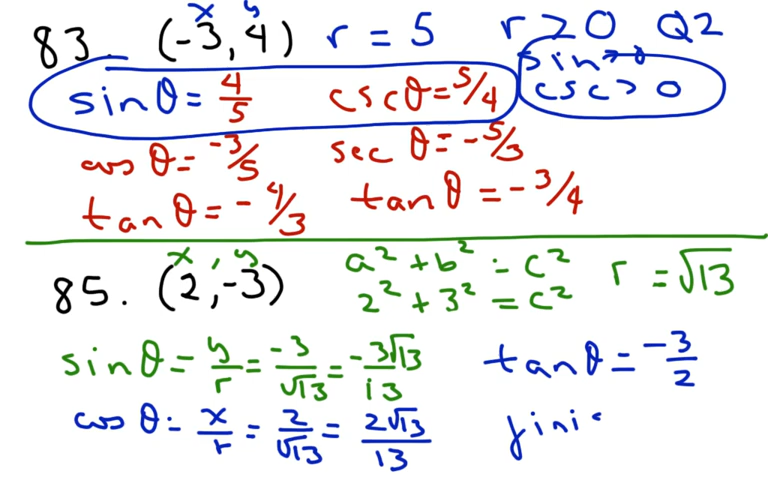 x y
83 (-3, 4) r = 5 r > 0 Q2
sin θ = 4/5 csc θ = 5/4 sin > 0
csc > 0
cos θ = -3/5 sec θ = -5/3
tan θ = -4/3 tan θ = -3/4
x, y a² + b² = c²
85. (2, -3) 2² + 3² = c² r = √13
sin θ = y/r = -3/√13 = -3√13/13 tan θ = -3/2
cos θ = x/r = 2/√13 = 2√13/13